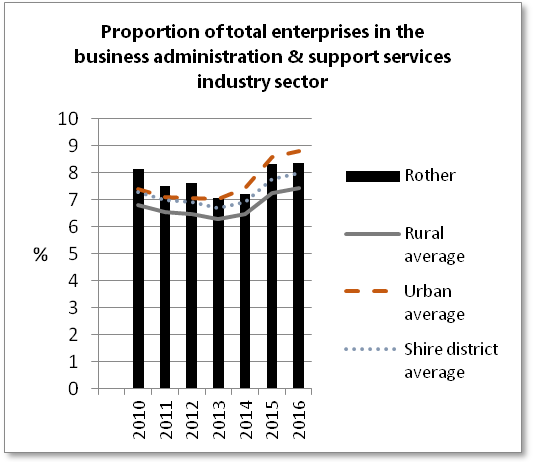 Proportion of total enterprises in the
business administration & support services
industry sector
10
9
8
7
6
5
4
3
2
1
0
%
2010
2011
2012
2013
2014
2015
2016
Rother
Rural
average
Urban
average
Shire district
average